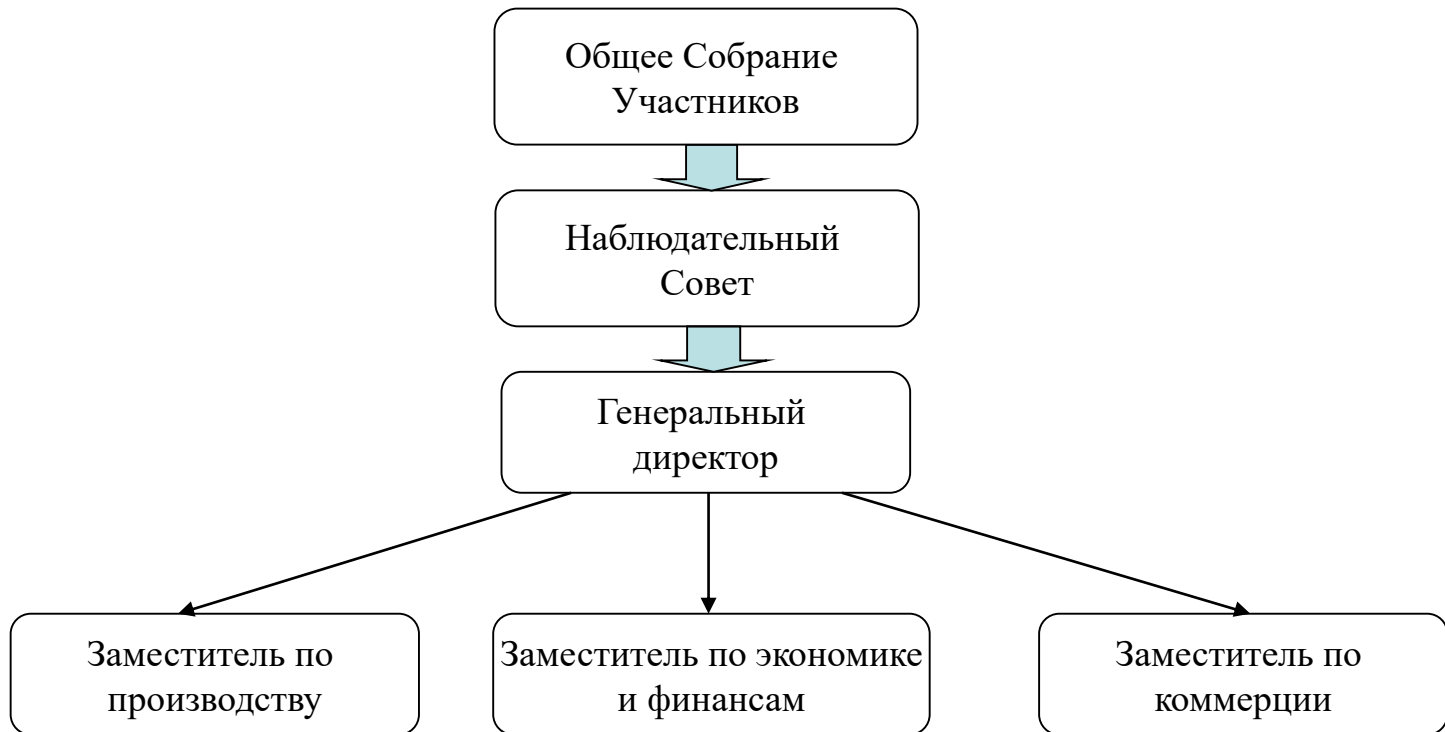 Общее Собрание
Участников
Наблюдательный
Совет
Генеральный
директор
Заместитель по
производству
Заместитель по экономике
и финансам
Заместитель по
коммерции